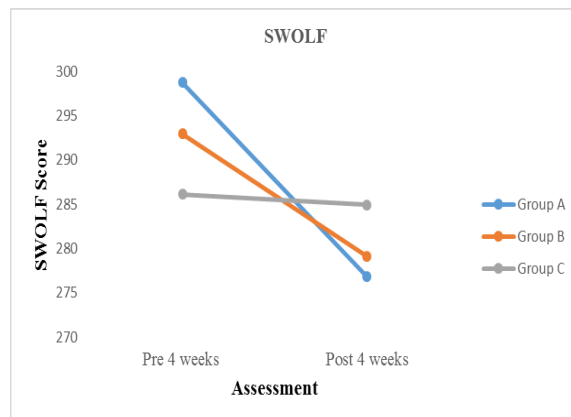 SWOLF
300
295
290
285
280
275
270
SWOLF Score
Pre 4 weeks
Post 4 weeks
Assessment
Group A
Group B
Group C